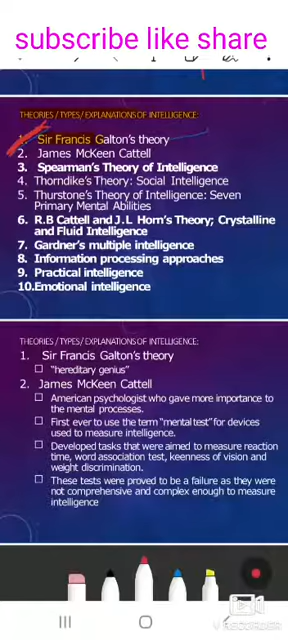 subscribe like share
THEORIES / TYPES/ EXPLANATIONS OF INTELLIGENCE:
1. Sir Francis Galton's theory
2. James McKeen Cattell
3. Spearman's Theory of Intelligence
4. Thorndike's Theory: Social Intelligence
5. Thurstone's Theory of Intelligence: Seven
Primary Mental Abilities
6. R.B Cattell and J.L Horn's Theory; Crystalline
and Fluid Intelligence
7. Gardner's multiple intelligence
8. Information processing approaches
9. Practical intelligence
10.Emotional intelligence
THEORIES / TYPES/ EXPLANATIONS OF INTELLIGENCE:
1. Sir Francis Galton's theory
"hereditary genius"
2. James McKeen Cattell
American psychologist who gave more importance to
the mental processes.
First ever to use the term "mental test" for devices
used to measure intelligence.
Developed tasks that were aimed to measure reaction
time, word association test, keenness of vision and
weight discrimination.
These tests were proved to be a failure as they were
not comprehensive and complex enough to measure
intelligence